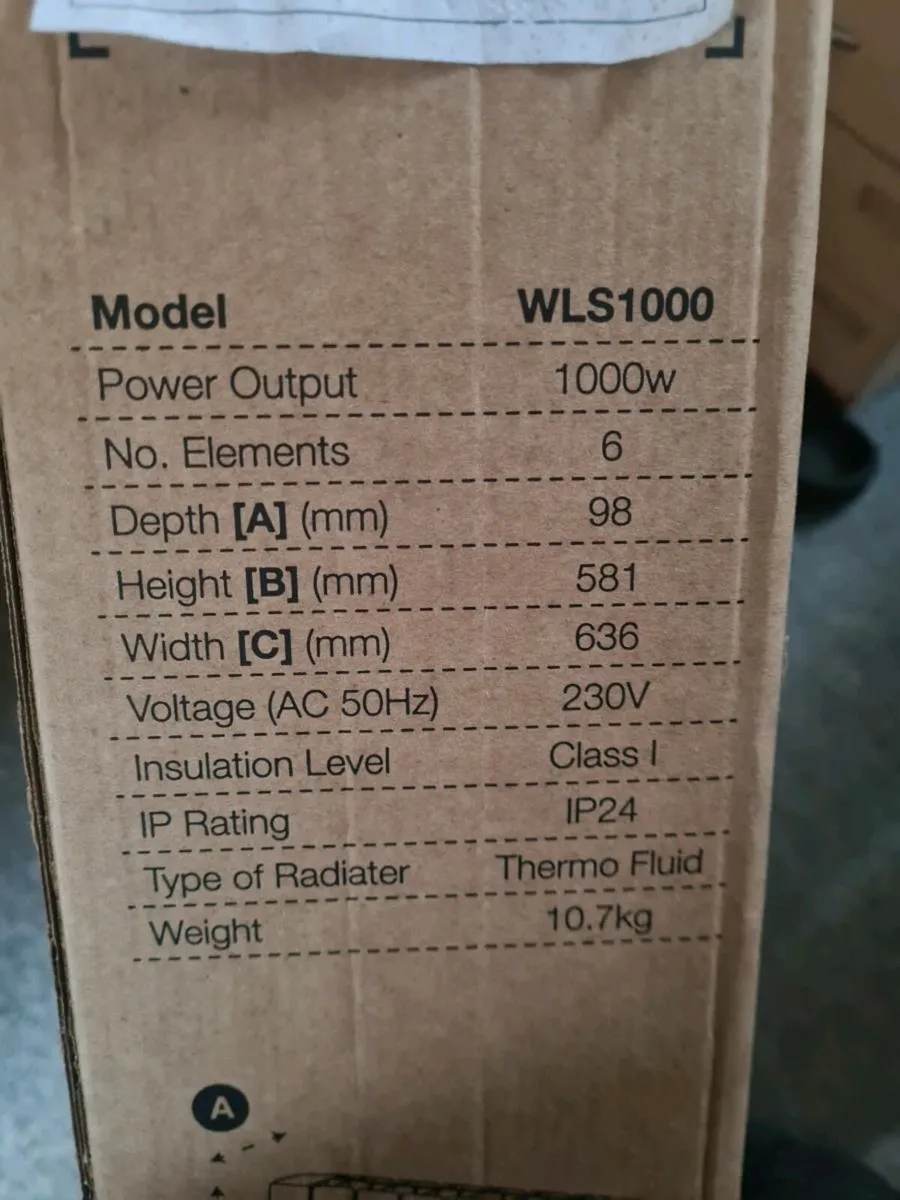 Model WLS1000
Power Output 1000w
No. Elements 6
Depth [A] (mm) 98
Height [B] (mm) 581
Width [C] (mm) 636
Voltage (AC 50Hz) 230V
Insulation Level Class I
IP Rating IP24
Type of Radiater Thermo Fluid
Weight 10.7kg
A